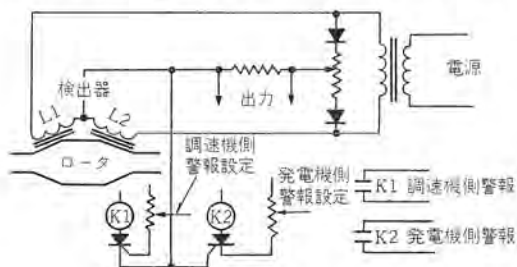 電源
検出器
L1
L2
出力
ロータ
調速機側
警報設定
発電機側
警報設定
K1
K2
K1 調速機側警報
K2 発電機側警報